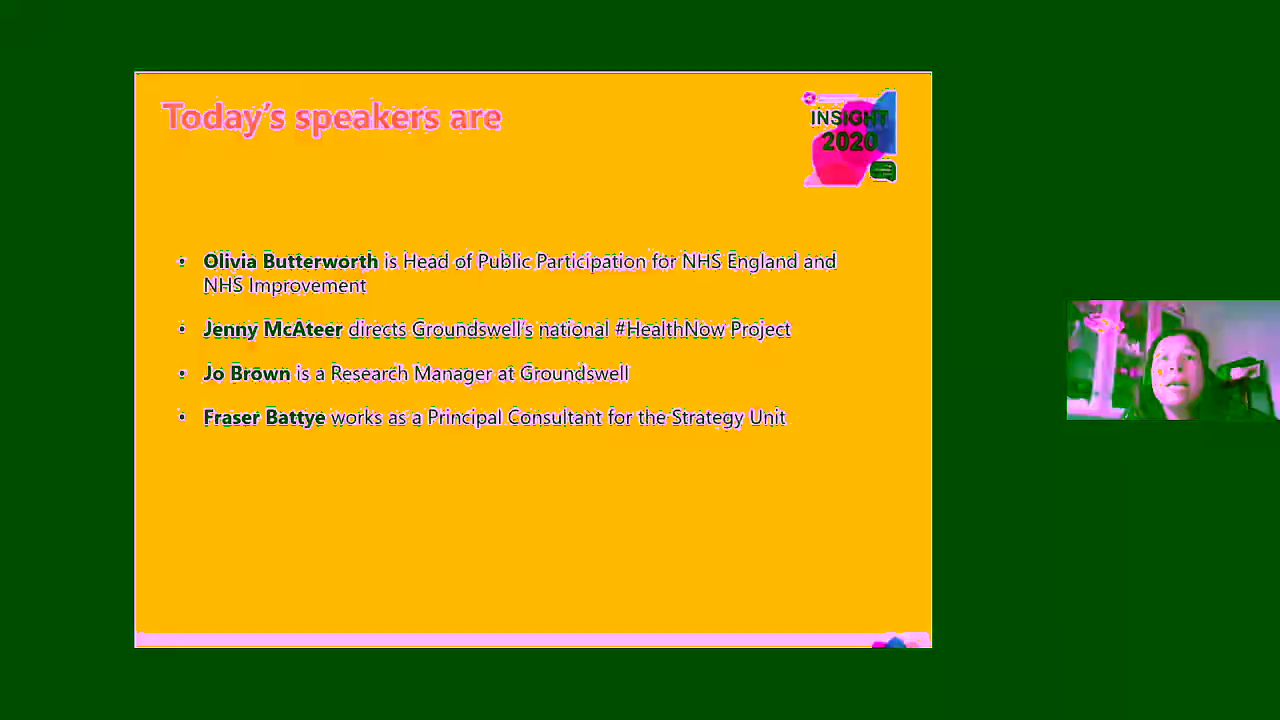 Today's speakers are
INSIGHT
2020
• Olivia Butterworth is Head of Public Participation for NHS England and
NHS Improvement
• Jenny McAteer directs Groundswell's national #HealthNow Project
• Jo Brown is a Research Manager at Groundswell
• Fraser Battye works as a Principal Consultant for the Strategy Unit